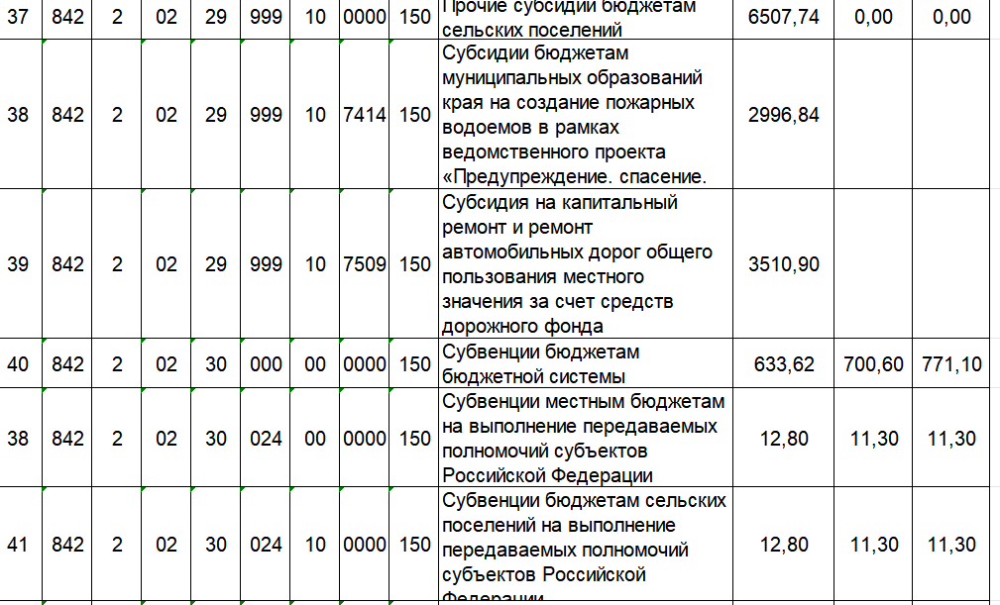 37 842 2 02 29 999 10 0000 150 Прочие субсидии бюджетам
сельских поселений 6507,74 0,00 0,00
38 842 2 02 29 999 10 7414 150 Субсидии бюджетам
муниципальных образований
края на создание пожарных
водоемов в рамках
ведомственного проекта
«Предупреждение. спасение. 2996,84
39 842 2 02 29 999 10 7509 150 Субсидия на капитальный
ремонт и ремонт
автомобильных дорог общего
пользования местного
значения за счет средств
дорожного фонда 3510,90
40 842 2 02 30 000 00 0000 150 Субвенции бюджетам
бюджетной системы 633,62 700,60 771,10
38 842 2 02 30 024 00 0000 150 Субвенции местным бюджетам
на выполнение передаваемых
полномочий субъектов
Российской Федерации 12,80 11,30 11,30
41 842 2 02 30 024 10 0000 150 Субвенции бюджетам сельских
поселений на выполнение
передаваемых полномочий
субъектов Российской
Федерации 12,80 11,30 11,30